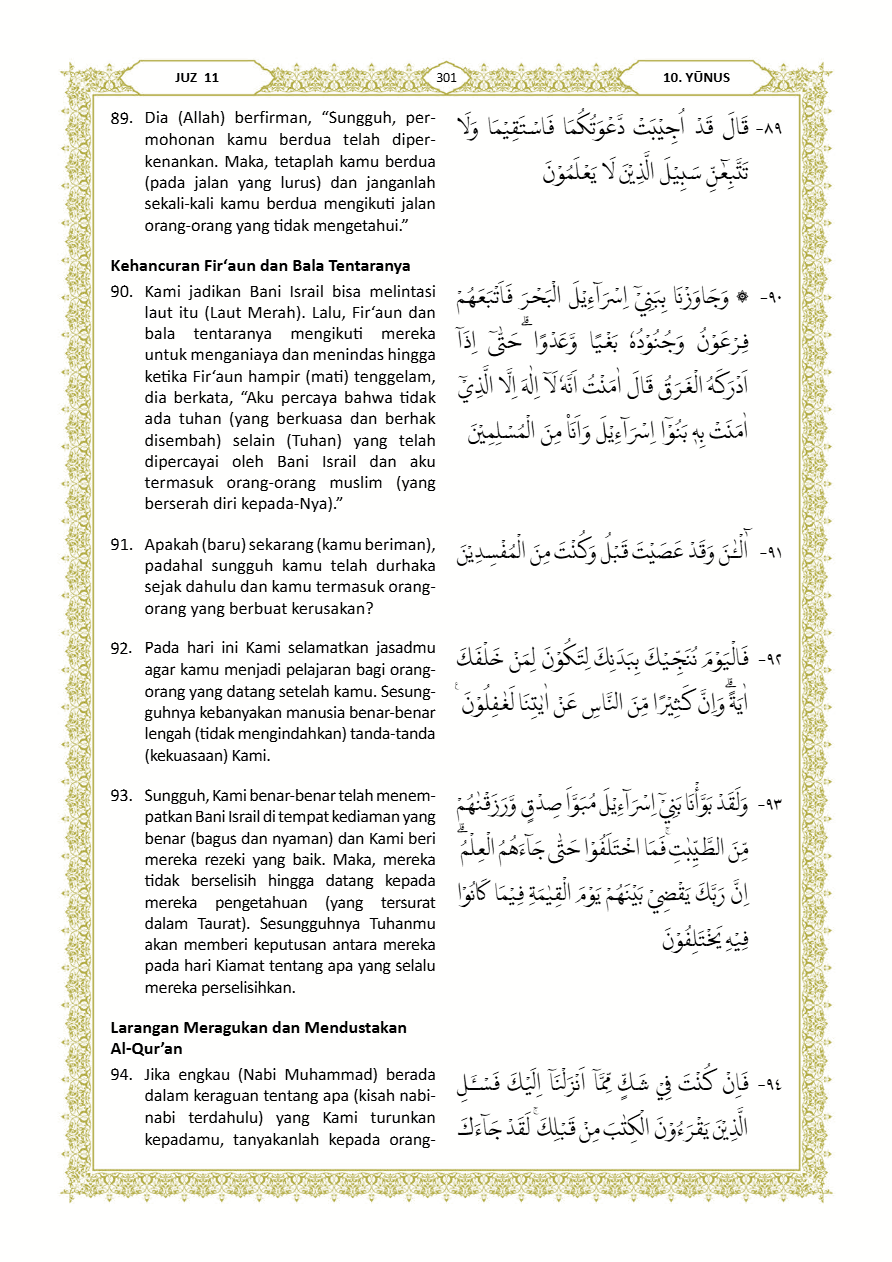 JUZ 11
301
10. YŪNUS
89. Dia (Allah) berfirman, “Sungguh, per-
mohonan kamu berdua telah diper-
kenankan. Maka, tetaplah kamu berdua
(pada jalan yang lurus) dan janganlah
sekali-kali kamu berdua mengikuti jalan
orang-orang yang tidak mengetahui.”
٨٩- قَالَ قَدْ اُجِيْبَتْ دَّعْوَتُكُمَا فَاسْتَقِيْمَا وَلَا
تَتَّبِعٰۤنِّ سَبِيْلَ الَّذِيْنَ لَا يَعْلَمُوْنَ
Kehancuran Fir‘aun dan Bala Tentaranya
90. Kami jadikan Bani Israil bisa melintasi
laut itu (Laut Merah). Lalu, Fir‘aun dan
bala tentaranya mengikuti mereka
untuk menganiaya dan menindas hingga
ketika Fir‘aun hampir (mati) tenggelam,
dia berkata, “Aku percaya bahwa tidak
ada tuhan (yang berkuasa dan berhak
disembah) selain (Tuhan) yang telah
dipercayai oleh Bani Israil dan aku
termasuk orang-orang muslim (yang
berserah diri kepada-Nya).”
٩٠- ۞ وَجَاوَزْنَا بِبَنِيْٓ اِسْرَاۤءِيْلَ الْبَحْرَ فَاَتْبَعَهُمْ
فِرْعَوْنُ وَجُنُوْدُهٗ بَغْيًا وَّعَدْوًاۗ حَتّٰىٓ اِذَآ
اَدْرَكَهُ الْغَرَقُ قَالَ اٰمَنْتُ اَنَّهٗ لَآ اِلٰهَ اِلَّا الَّذِيْٓ
اٰمَنَتْ بِهٖ بَنُوْٓا اِسْرَاۤءِيْلَ وَاَنَا۠ مِنَ الْمُسْلِمِيْنَ
91. Apakah (baru) sekarang (kamu beriman),
padahal sungguh kamu telah durhaka
sejak dahulu dan kamu termasuk orang-
orang yang berbuat kerusakan?
٩١- اٰۤلْـٰٔنَ وَقَدْ عَصَيْتَ قَبْلُ وَكُنْتَ مِنَ الْمُفْسِدِيْنَ
92. Pada hari ini Kami selamatkan jasadmu
agar kamu menjadi pelajaran bagi orang-
orang yang datang setelah kamu. Sesung-
guhnya kebanyakan manusia benar-benar
lengah (tidak mengindahkan) tanda-tanda
(kekuasaan) Kami.
٩٢- فَالْيَوْمَ نُنَجِّيْكَ بِبَدَنِكَ لِتَكُوْنَ لِمَنْ خَلْفَكَ
اٰيَةًۗ وَاِنَّ كَثِيْرًا مِّنَ النَّاسِ عَنْ اٰيٰتِنَا لَغٰفِلُوْنَ ࣖ
93. Sungguh, Kami benar-benar telah menem-
patkan Bani Israil di tempat kediaman yang
benar (bagus dan nyaman) dan Kami beri
mereka rezeki yang baik. Maka, mereka
tidak berselisih hingga datang kepada
mereka pengetahuan (yang tersurat
dalam Taurat). Sesungguhnya Tuhanmu
akan memberi keputusan antara mereka
pada hari Kiamat tentang apa yang selalu
mereka perselisihkan.
٩٣- وَلَقَدْ بَوَّأْنَا بَنِيْٓ اِسْرَاۤءِيْلَ مُبَوَّاَ صِدْقٍ وَّرَزَقْنٰهُمْ
مِّنَ الطَّيِّبٰتِۚ فَمَا اخْتَلَفُوْا حَتّٰى جَاۤءَهُمُ الْعِلْمُۗ
اِنَّ رَبَّكَ يَقْضِيْ بَيْنَهُمْ يَوْمَ الْقِيٰمَةِ فِيْمَا كَانُوْا
فِيْهِ يَخْتَلِفُوْنَ
Larangan Meragukan dan Mendustakan
Al-Qur’an
94. Jika engkau (Nabi Muhammad) berada
dalam keraguan tentang apa (kisah nabi-
nabi terdahulu) yang Kami turunkan
kepadamu, tanyakanlah kepada orang-
٩٤- فَاِنْ كُنْتَ فِيْ شَكٍّ مِّمَّآ اَنْزَلْنَآ اِلَيْكَ فَسْـَٔلِ
الَّذِيْنَ يَقْرَءُوْنَ الْكِتٰبَ مِنْ قَبْلِكَۚ لَقَدْ جَاۤءَكَ